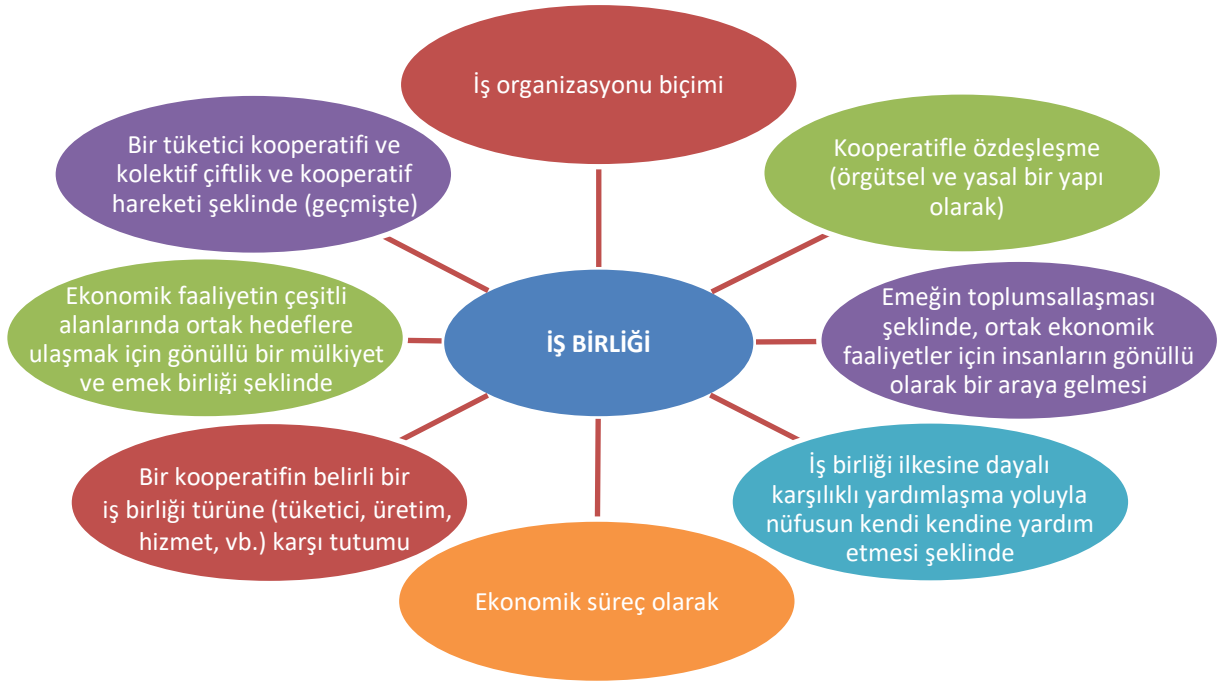 İş organizasyonu biçimi
Bir tüketici kooperatifi ve
kolektif çiftlik ve kooperatif
hareketi şeklinde (geçmişte)
Kooperatifle özdeşleşme
(örgütsel ve yasal bir yapı
olarak)
Ekonomik faaliyetin çeşitli
alanlarında ortak hedeflere
ulaşmak için gönüllü bir mülkiyet
ve emek birliği şeklinde
İŞ BİRLİĞİ
Emeğin toplumsallaşması
şeklinde, ortak ekonomik
faaliyetler için insanların gönüllü
olarak bir araya gelmesi
Bir kooperatifin belirli bir
iş birliği türüne (tüketici, üretim,
hizmet, vb.) karşı tutumu
İş birliği ilkesine dayalı
karşılıklı yardımlaşma yoluyla
nüfusun kendi kendine yardım
etmesi şeklinde
Ekonomik süreç olarak